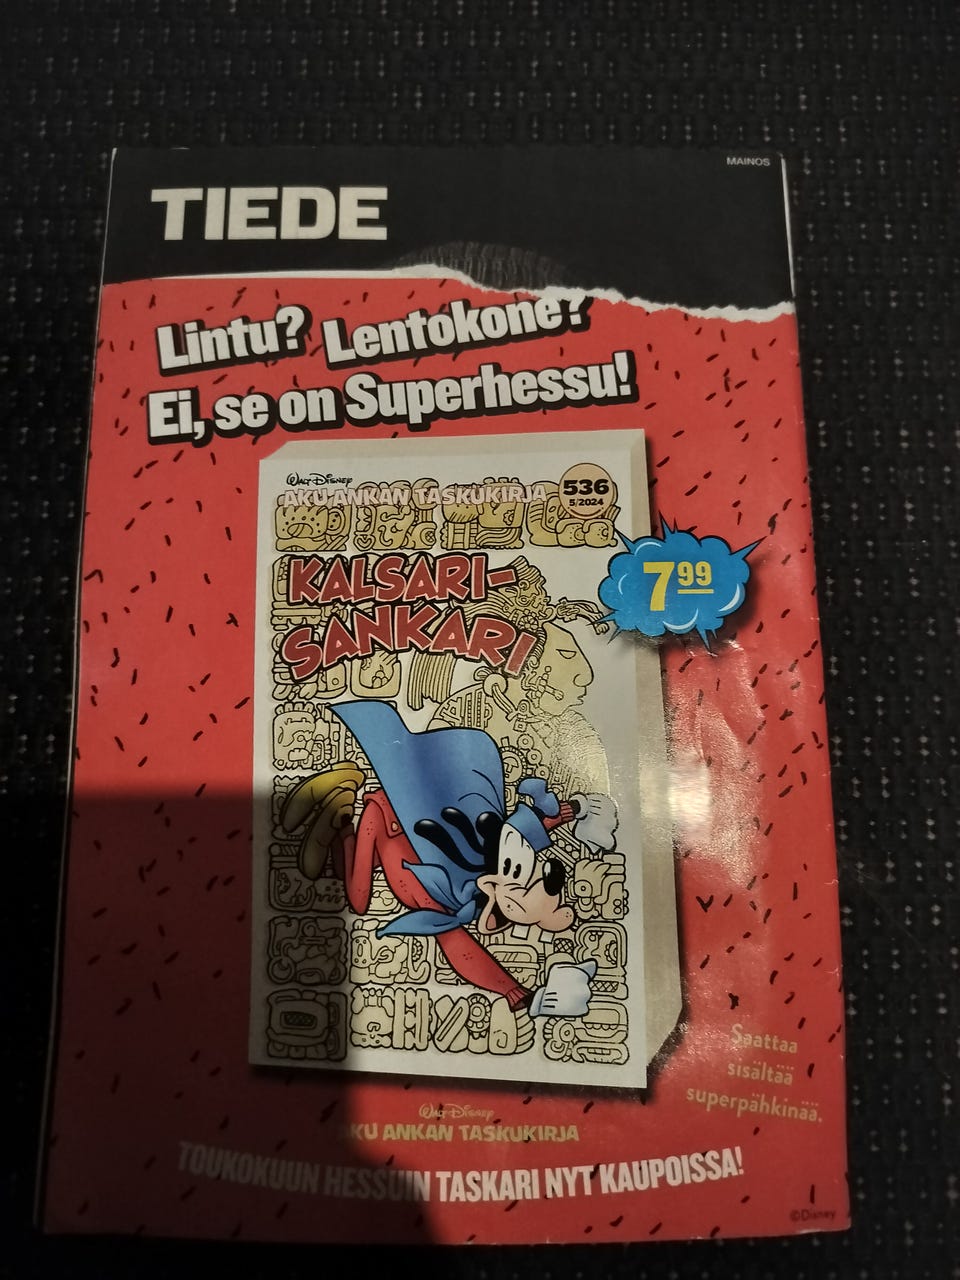 MAINOS
TIEDE
Lintu? Lentokone?
Ei, se on Superhessu!
WALT DISNEY
AKU ANKAN TASKUKIRJA
536
5/2024
KALSARI-
SANKARI
7 99
Saattaa
sisältää
superpähkinää.
WALT DISNEY
AKU ANKAN TASKUKIRJA
TOUKOKUUN HESSUIN TASKARI NYT KAUPOISSA!
©Disney